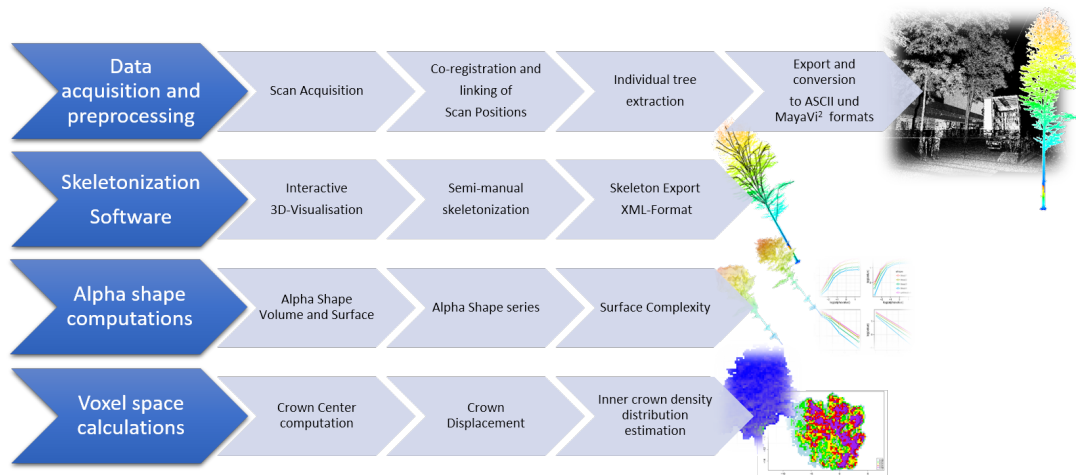 Data
acquisition and
preprocessing
Scan Acquisition
Co-registration and
linking of
Scan Positions
Individual tree
extraction
Export and
conversion
to ASCII und
MayaVi² formats
Skeletonization
Software
Interactive
3D-Visualisation
Semi-manual
skeletonization
Skeleton Export
XML-Format
Alpha shape
computations
Alpha Shape
Volume and Surface
Alpha Shape series
Surface Complexity
Voxel space
calculations
Crown Center
computation
Crown
Displacement
Inner crown density
distribution
estimation